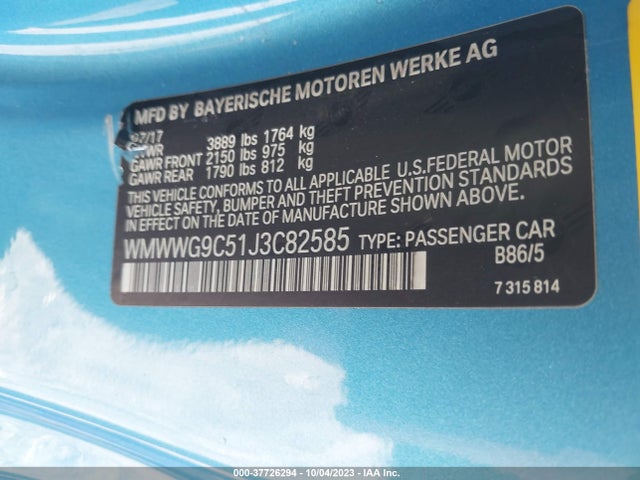 MFD BY BAYERISCHE MOTOREN WERKE AG
07/17
GVWR 3889 lbs 1764 kg
GAWR FRONT 2150 lbs 975 kg
GAWR REAR 1790 lbs 812 kg
THIS VEHICLE CONFORMS TO ALL APPLICABLE U.S.FEDERAL MOTOR
VEHICLE SAFETY, BUMPER AND THEFT PREVENTION STANDARDS
IN EFFECT ON THE DATE OF MANUFACTURE SHOWN ABOVE.
WMWWG9C51J3C82585 TYPE: PASSENGER CAR
B86/5
7 315 814
000-37726294 - 10/04/2023 - IAA Inc.